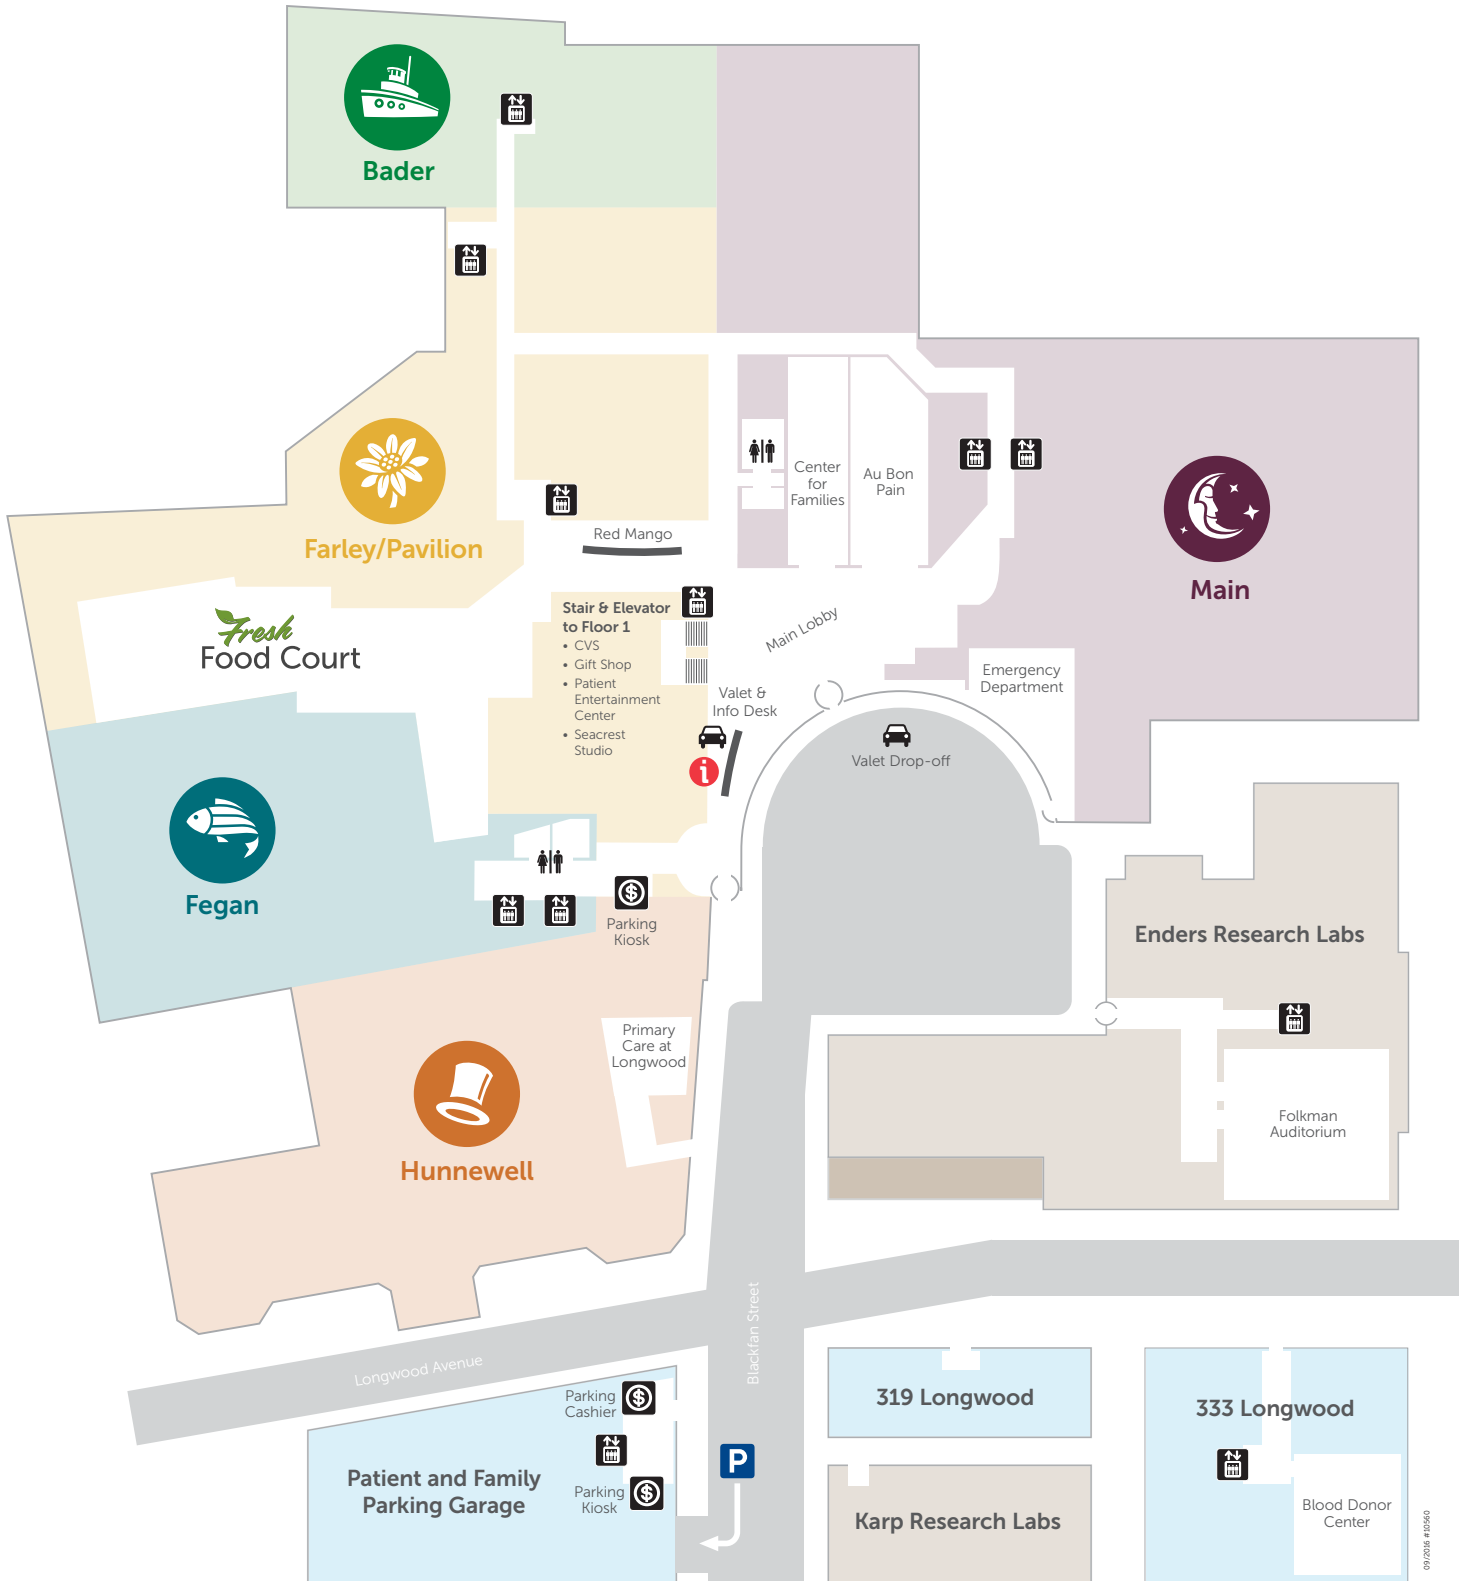 Bader
Farley/Pavilion
Red Mango
Center
for
Families
Au Bon
Pain
Main
Fresh
Food Court
Stair & Elevator
to Floor 1
• CVS
• Gift Shop
• Patient
Entertainment
Center
• Seacrest
Studio
Main Lobby
Emergency
Department
Valet &
Info Desk
i
Valet Drop-off
Fegan
$
Parking
Kiosk
Enders Research Labs
Primary
Care at
Longwood
Folkman
Auditorium
Hunnewell
Blackfan Street
Longwood Avenue
Parking
Cashier
$
319 Longwood
333 Longwood
P
Patient and Family
Parking Garage
Parking
Kiosk
$
Karp Research Labs
Blood Donor
Center
09/2016 #10560